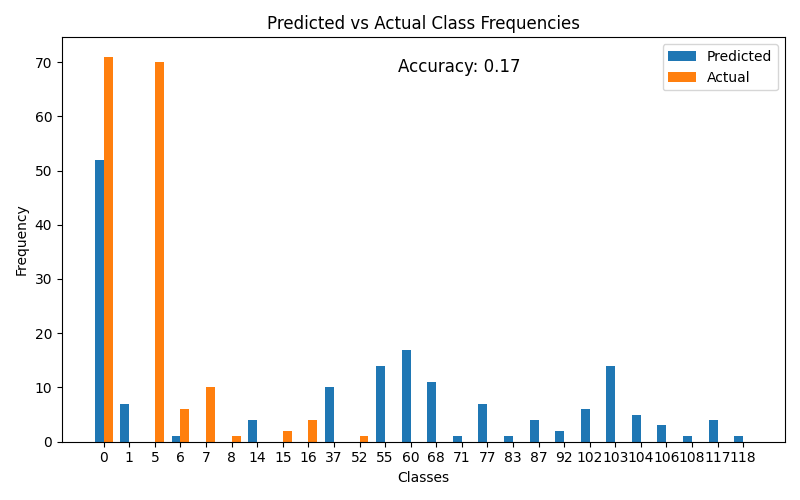 Predicted vs Actual Class Frequencies
Accuracy: 0.17
Predicted
Actual
Frequency
70
60
50
40
30
20
10
0
0 1 5 6 7 8 14 15 16 37 52 55 60 68 71 77 83 87 92 102 103 104 106 108 117 118
Classes